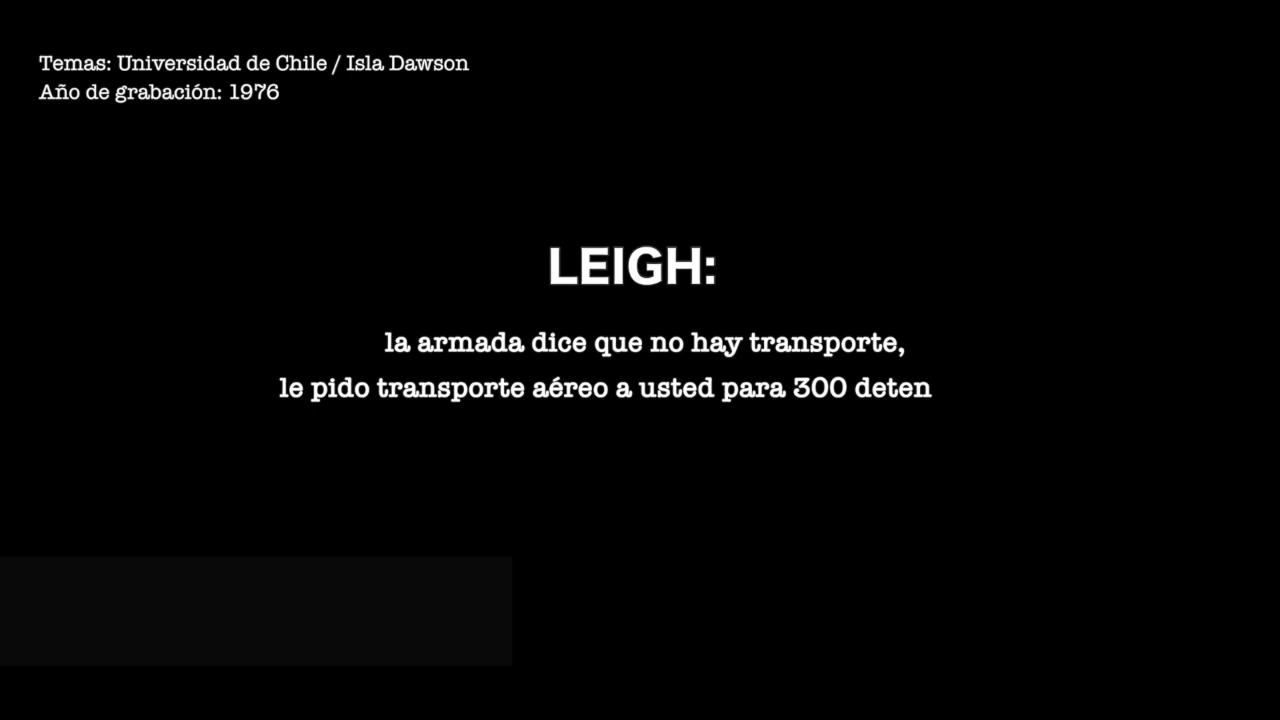 Temas: Universidad de Chile / Isla Dawson
Año de grabación: 1976
LEIGH:
la armada dice que no hay transporte,
le pido transporte aéreo a usted para 300 deten